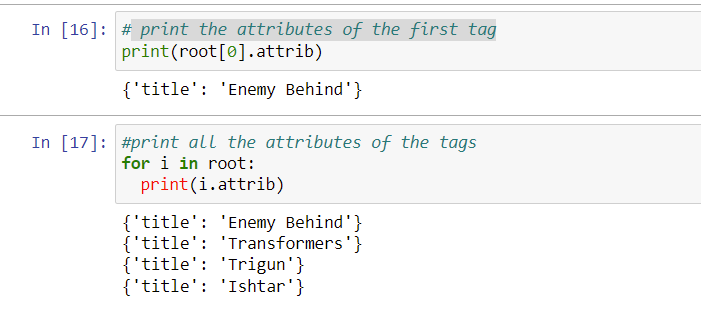 In [16]: # print the attributes of the first tag
print(root[0].attrib)
{'title': 'Enemy Behind'}
In [17]: #print all the attributes of the tags
for i in root:
  print(i.attrib)
{'title': 'Enemy Behind'}
{'title': 'Transformers'}
{'title': 'Trigun'}
{'title': 'Ishtar'}